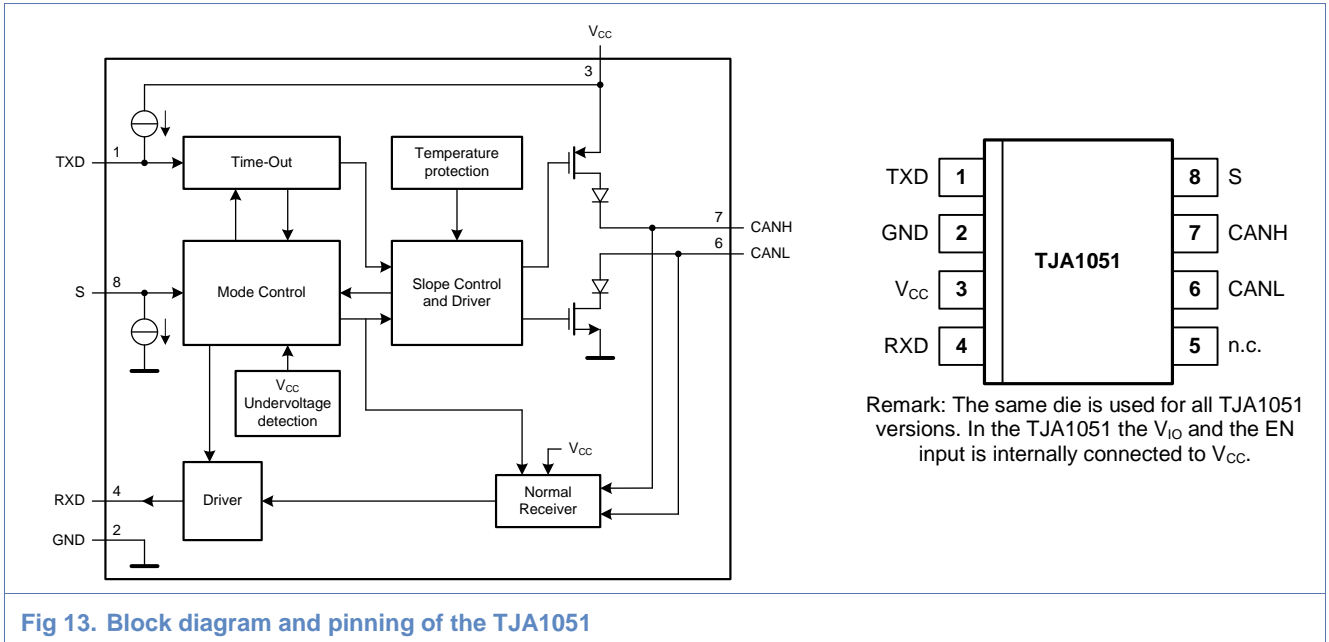 VCC
3
TXD
1
Time-Out
Temperature
protection
7
CANH
6
CANL
S
8
Mode Control
Slope Control
and Driver
VCC
Undervoltage
detection
VCC
RXD
4
Driver
Normal
Receiver
GND
2
TXD 1
GND 2
VCC 3
RXD 4
TJA1051
8 S
7 CANH
6 CANL
5 n.c.
Remark: The same die is used for all TJA1051
versions. In the TJA1051 the VIO and the EN
input is internally connected to VCC.
Fig 13. Block diagram and pinning of the TJA1051